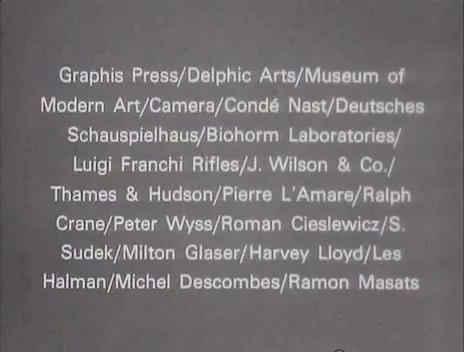 Graphis Press/Delphic Arts/Museum of
Modern Art/Camera/Condé Nast/Deutsches
Schauspielhaus/Biohorm Laboratories/
Luigi Franchi Rifles/J. Wilson & Co./
Thames & Hudson/Pierre L'Amare/Ralph
Crane/Peter Wyss/Roman Cieslewicz/S.
Sudek/Milton Glaser/Harvey Lloyd/Les
Halman/Michel Descombes/Ramon Masats